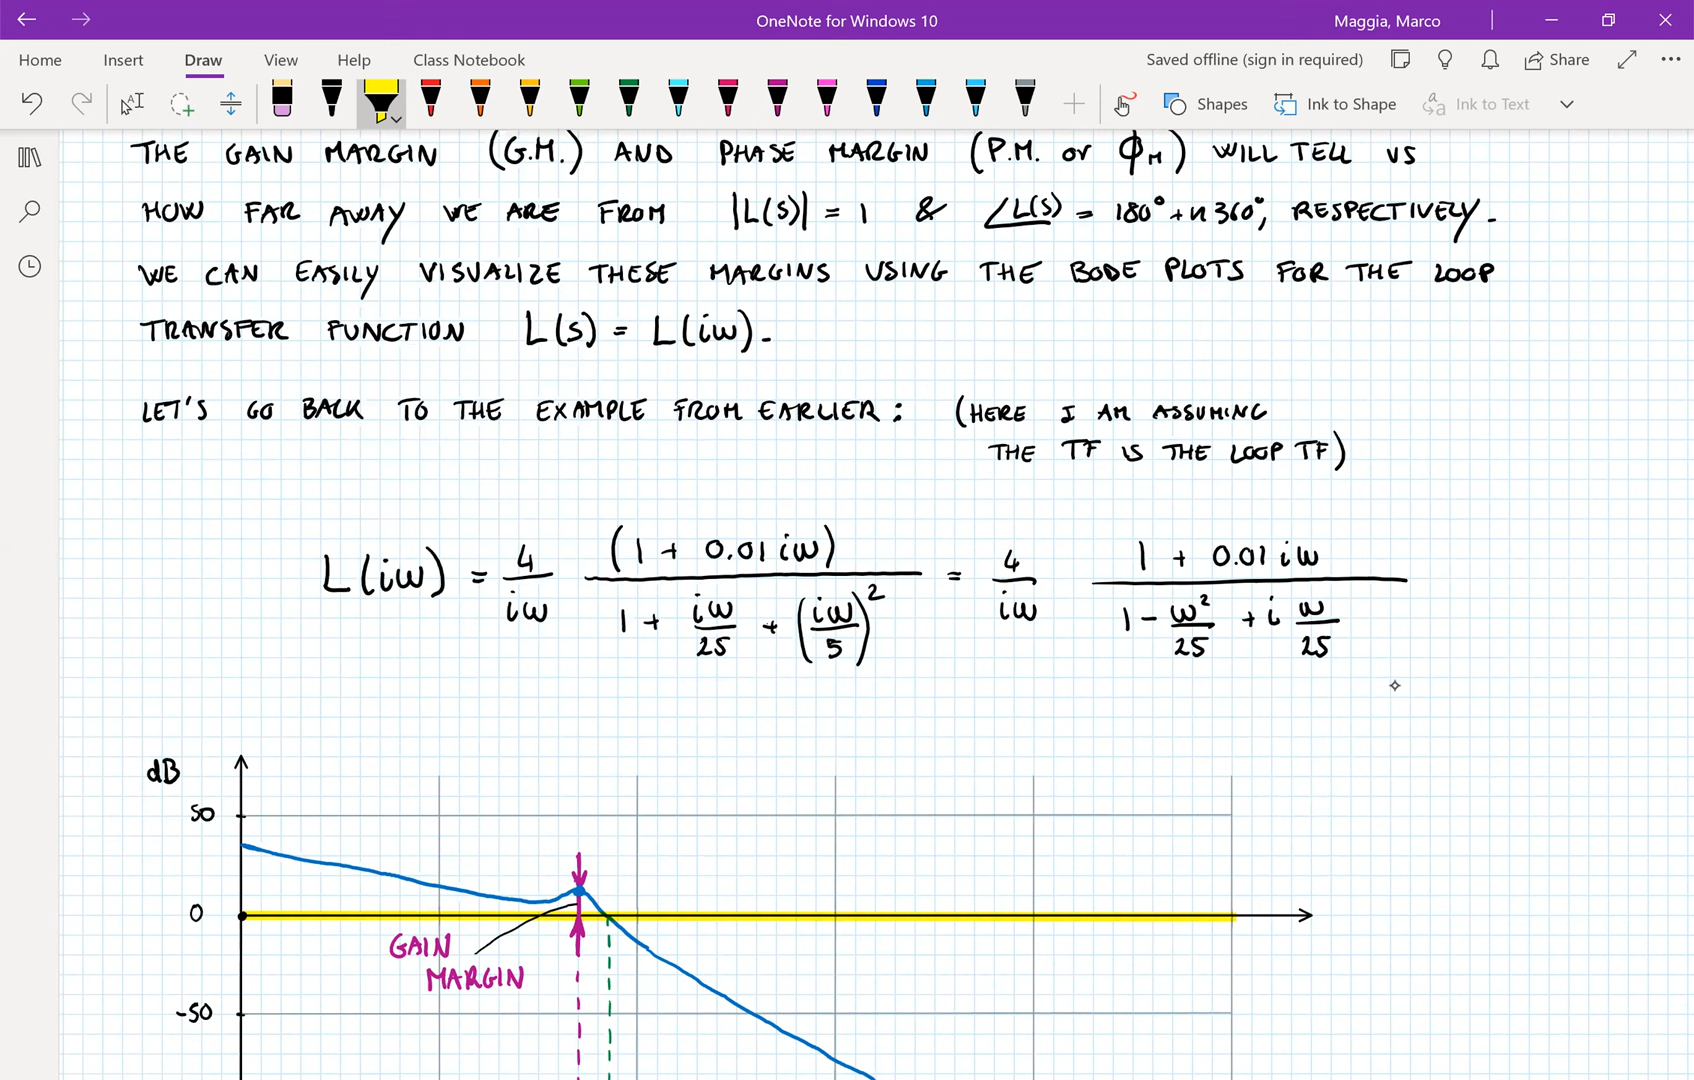 OneNote for Windows 10
Maggia, Marco
Home Insert Draw View Help Class Notebook
Saved offline (sign in required)
Share
Shapes
Ink to Shape
Ink to Text
THE GAIN MARGIN (G.M.) AND PHASE MARGIN (P.M. or ϕM) WILL TELL US
HOW FAR AWAY WE ARE FROM |L(s)| = 1 & ∠L(s) = 180° + n 360°, RESPECTIVELY.
WE CAN EASILY VISUALIZE THESE MARGINS USING THE BODE PLOTS FOR THE LOOP
TRANSFER FUNCTION L(s) = L(iω).
LET'S GO BACK TO THE EXAMPLE FROM EARLIER: (HERE I AM ASSUMING
THE TF IS THE LOOP TF)
L(iω) = 4/iω (1 + 0.01 iω)/(1 + iω/25 + (iω/5)²) = 4/iω (1 + 0.01 iω)/(1 - ω²/25 + i ω/25)
dB
50
0
GAIN
MARGIN
-50